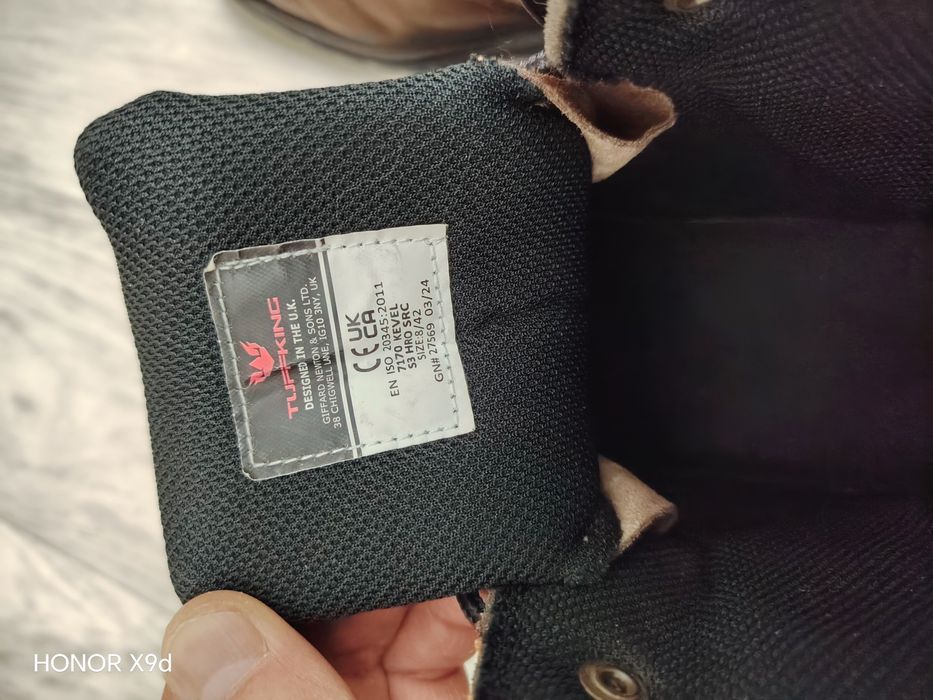 TUFFKING
DESIGNED IN THE U.K.
GIFFARD NEWTON & SONS LTD.
38 CHIGWELL LANE, IG10 3NY, UK
CE UK
CA
EN ISO 20345:2011
7170 KEVEL
S3 HRO SRC
SIZE:8/42
GN# 27569 03/24
HONOR X9d